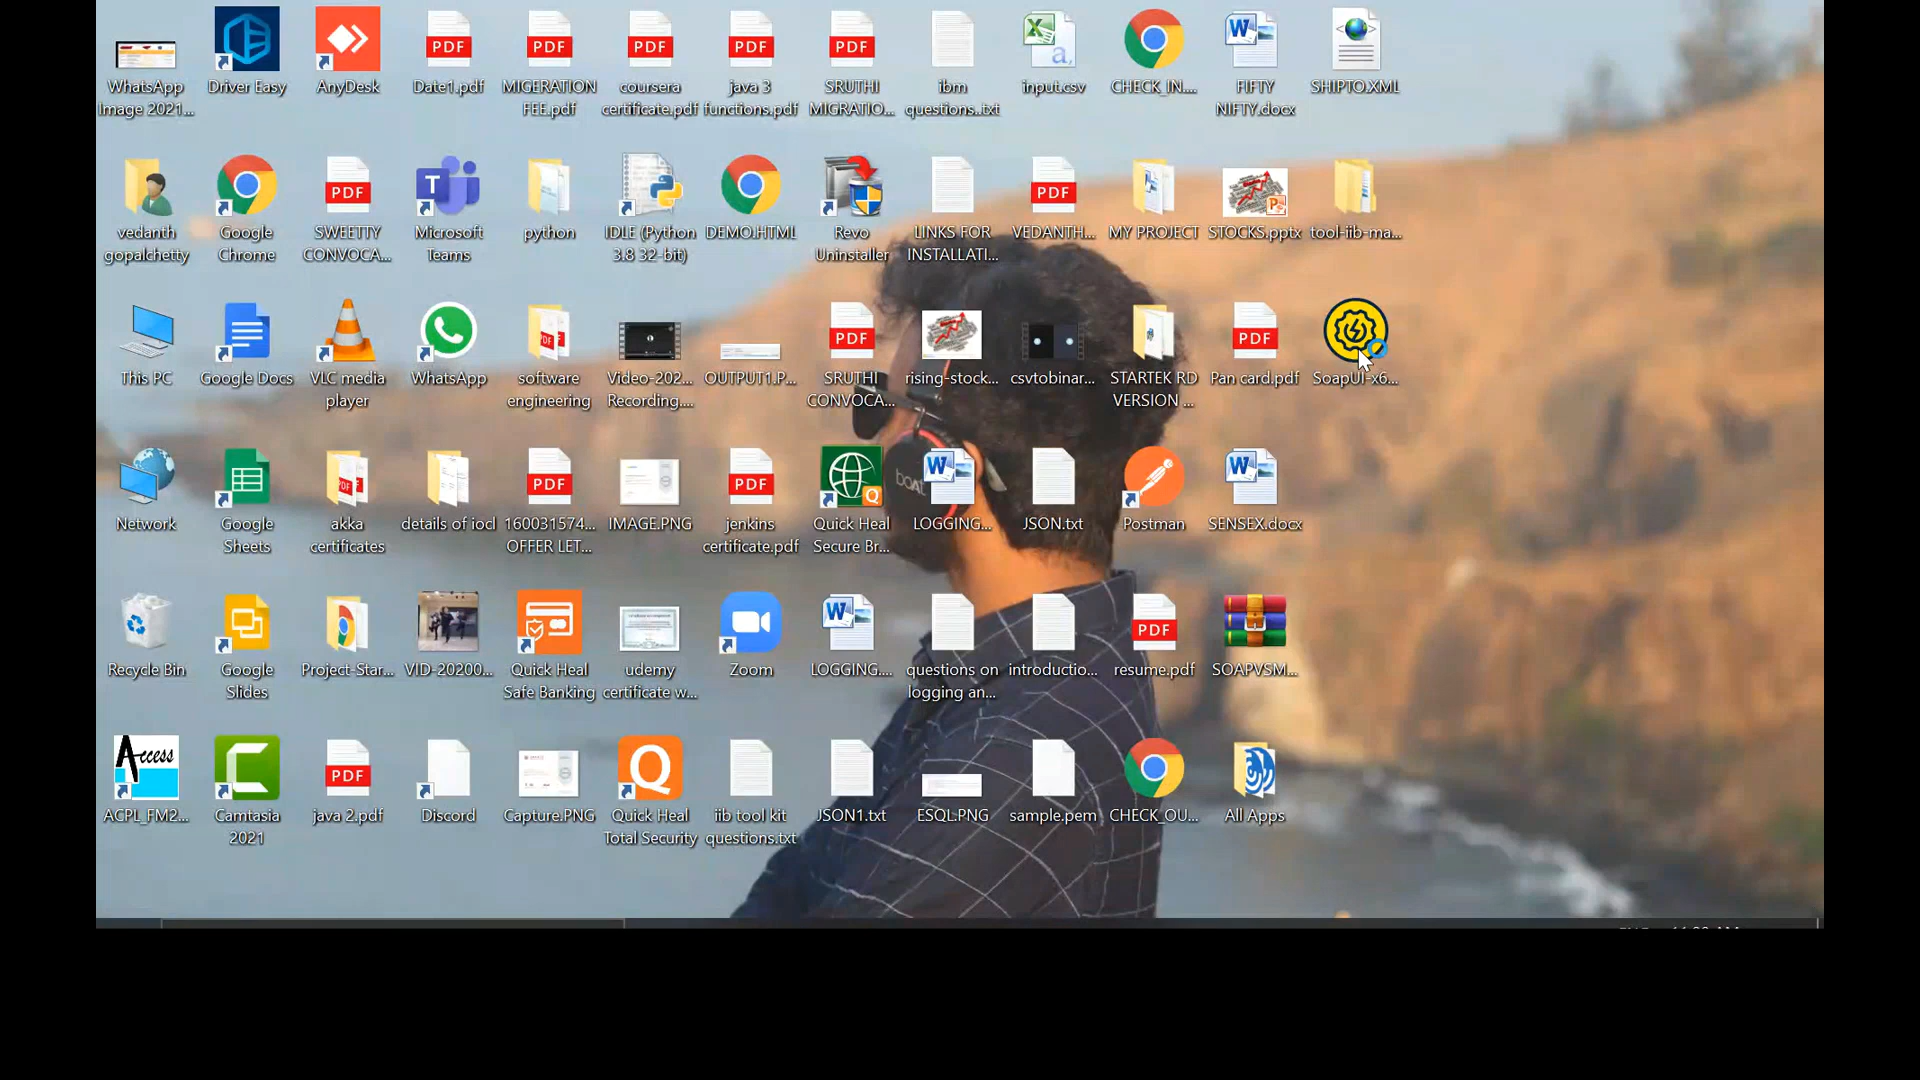 WhatsApp
Image 2021...
Driver Easy
AnyDesk
PDF
Date1.pdf
PDF
MIGERATION
FEE.pdf
PDF
coursera
certificate.pdf
PDF
java 3
functions.pdf
PDF
SRUTHI
MIGRATIO...
ibm
questions..txt
X
a,
input.csv
CHECK_IN....
W
FIFTY
NIFTY.docx
SHIPTO.XML
vedanth
gopalchetty
Google
Chrome
PDF
SWEETTY
CONVOCA...
T
Microsoft
Teams
python
IDLE (Python
3.8 32-bit)
DEMO.HTML
Revo
Uninstaller
LINKS FOR
INSTALLATI...
PDF
VEDANTH...
MY PROJECT
P
STOCKS.pptx
tool-iib-ma...
This PC
Google Docs
VLC media
player
WhatsApp
PDF
software
engineering
Video-202...
Recording....
OUTPUT1.P...
PDF
SRUTHI
CONVOCA...
rising-stock...
csvtobinar...
STARTEK RD
VERSION ...
PDF
Pan card.pdf
SoapUI-x6...
Network
Google
Sheets
PDF
akka
certificates
details of iocl
PDF
160031574...
OFFER LET...
IMAGE.PNG
PDF
jenkins
certificate.pdf
Q
Quick Heal
Secure Br...
boAt
W
LOGGING...
JSON.txt
Postman
W
SENSEX.docx
Recycle Bin
Google
Slides
Project-Star...
VID-20200...
Quick Heal
Safe Banking
udemy
certificate w...
Zoom
W
LOGGING....
questions on
logging an...
introductio...
PDF
resume.pdf
SOAPVSM...
Access
ACPL_FM2...
C
Camtasia
2021
PDF
java 2.pdf
Discord
Capture.PNG
Q
Quick Heal
Total Security
iib tool kit
questions.txt
JSON1.txt
ESQL.PNG
sample.pem
CHECK_OU...
All Apps